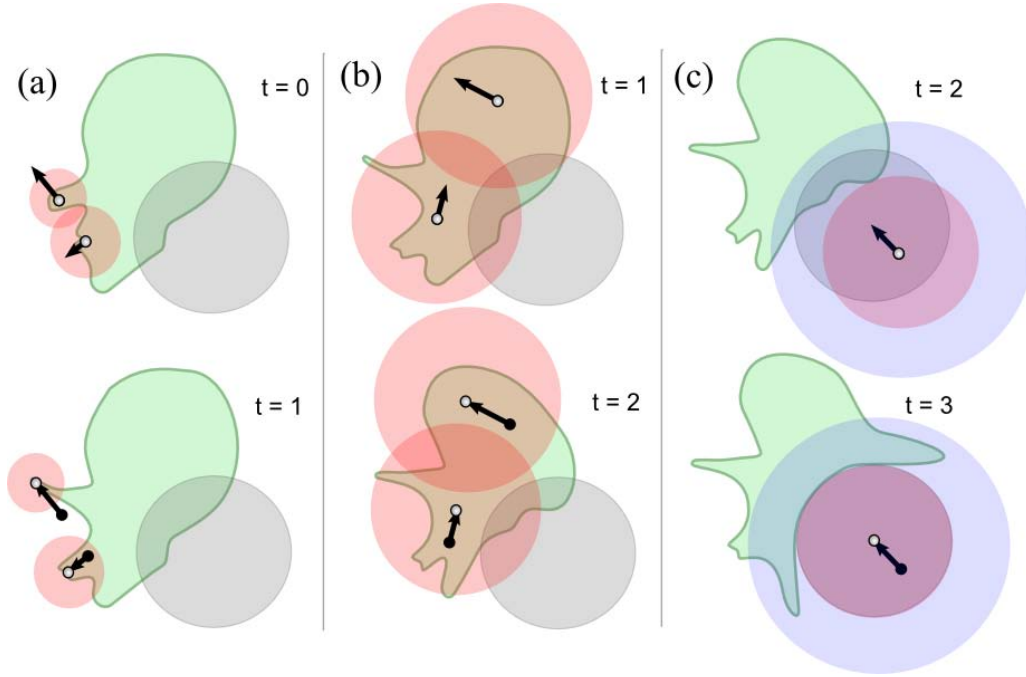 (a)
t = 0
t = 1
(b)
t = 1
t = 2
(c)
t = 2
t = 3